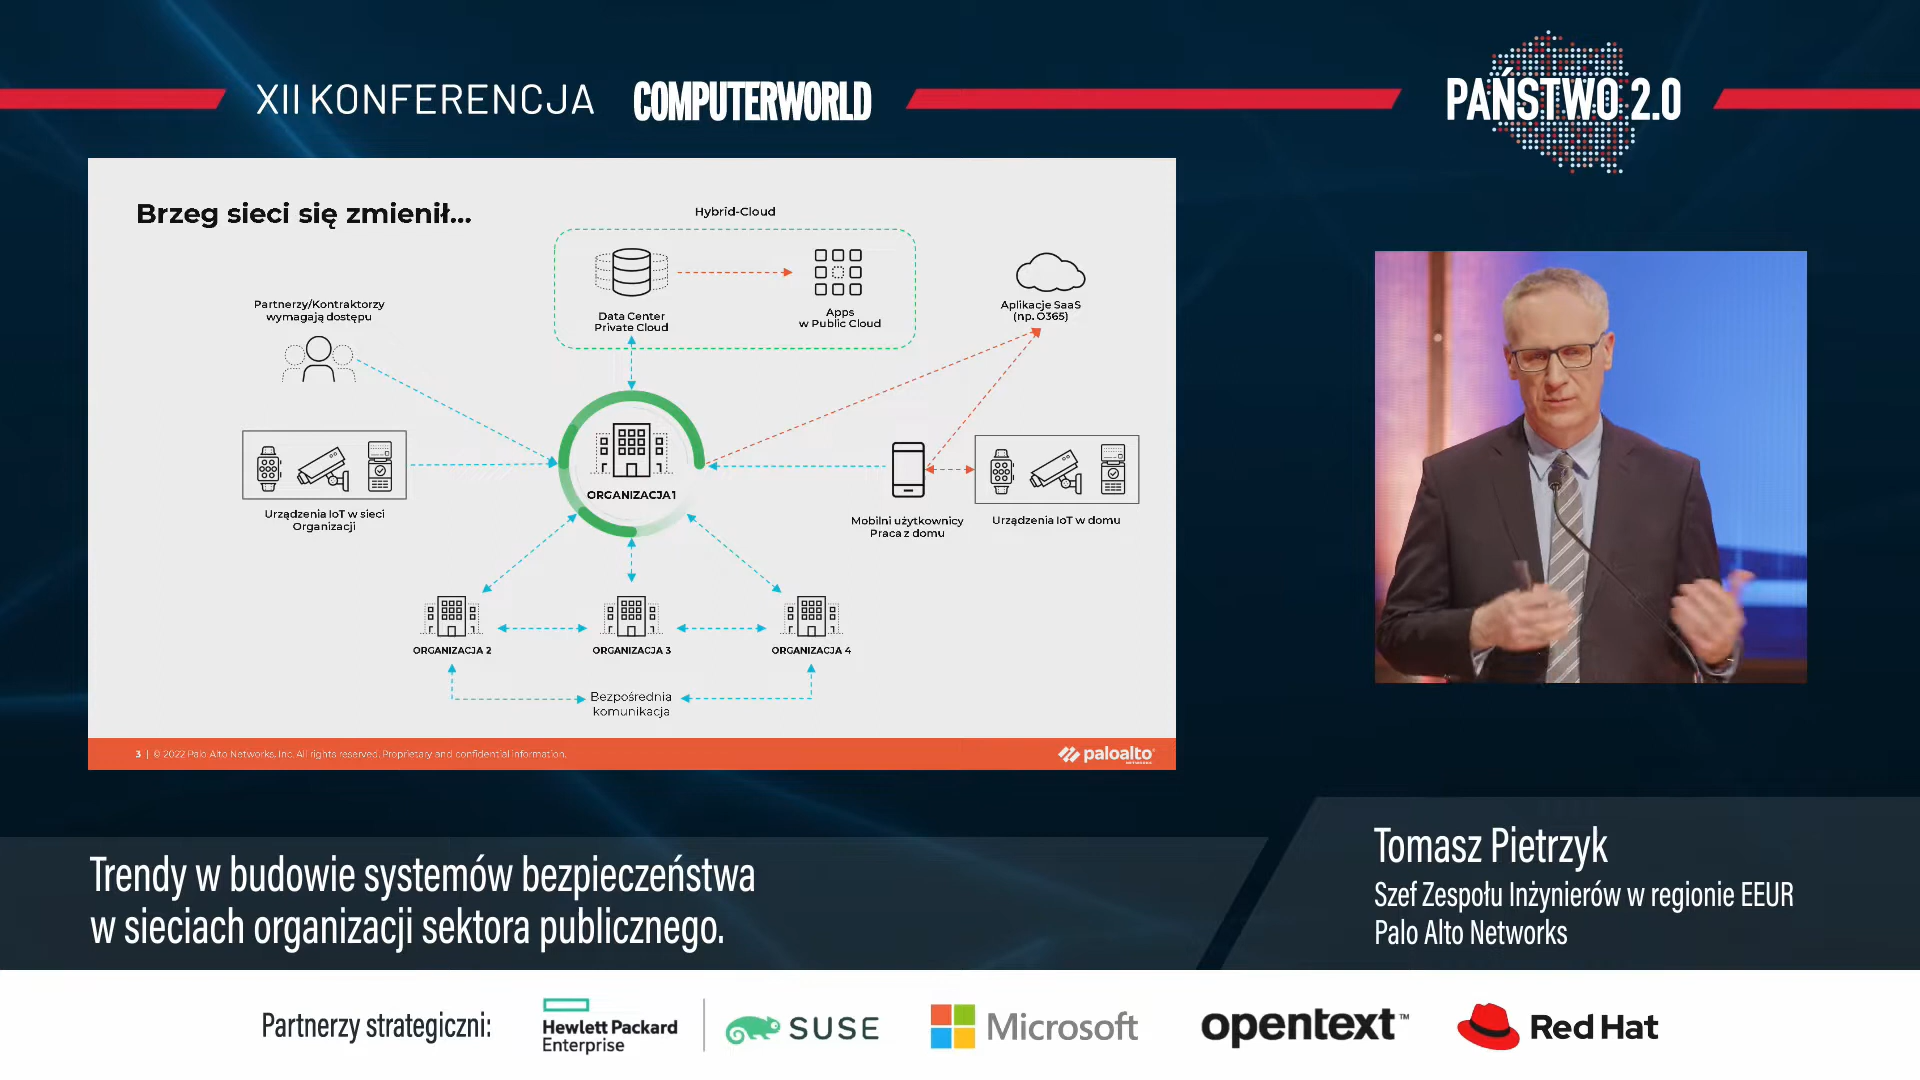 XII KONFERENCJA COMPUTERWORLD
PAŃSTWO 2.0
Brzeg sieci się zmienił...
Hybrid-Cloud
Data Center
Private Cloud
Apps
w Public Cloud
Aplikacje SaaS
(np. O365)
Partnerzy/Kontraktorzy
wymagają dostępu
Urządzenia IoT w sieci
Organizacji
ORGANIZACJA 1
Mobilni użytkownicy
Praca z domu
Urządzenia IoT w domu
ORGANIZACJA 2
ORGANIZACJA 3
ORGANIZACJA 4
Bezpośrednia
komunikacja
3 | © 2022 Palo Alto Networks, Inc. All rights reserved. Proprietary and confidential information.
paloalto
NETWORKS
Trendy w budowie systemów bezpieczeństwa
w sieciach organizacji sektora publicznego.
Tomasz Pietrzyk
Szef Zespołu Inżynierów w regionie EEUR
Palo Alto Networks
Partnerzy strategiczni:
Hewlett Packard
Enterprise
SUSE
Microsoft
opentext™
Red Hat